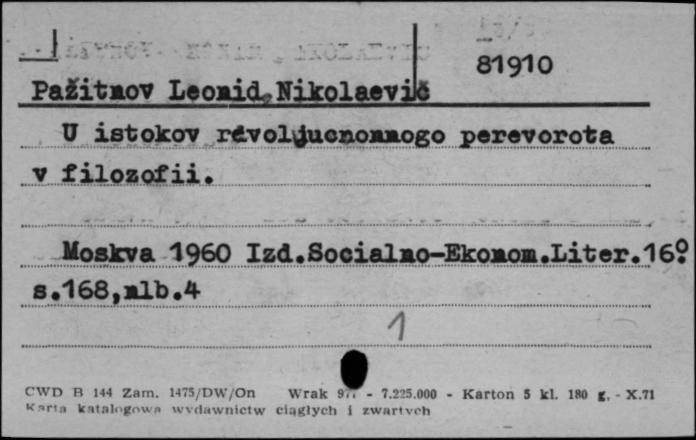 81910
Pažitnov Leonid Nikolaevič
U istokov revoljucnonnogo perevorota
v filozofii.
Moskva 1960 Izd.Socialno-Ekonom.Liter.16°
s.168,nlb.4
1
CWD B 144 Zam. 1475/DW/On Wrak - 7.225.000 - Karton 5 kl. 180 g. - X.71
Karta katalogowa wydawnictw ciągłych i zwartych